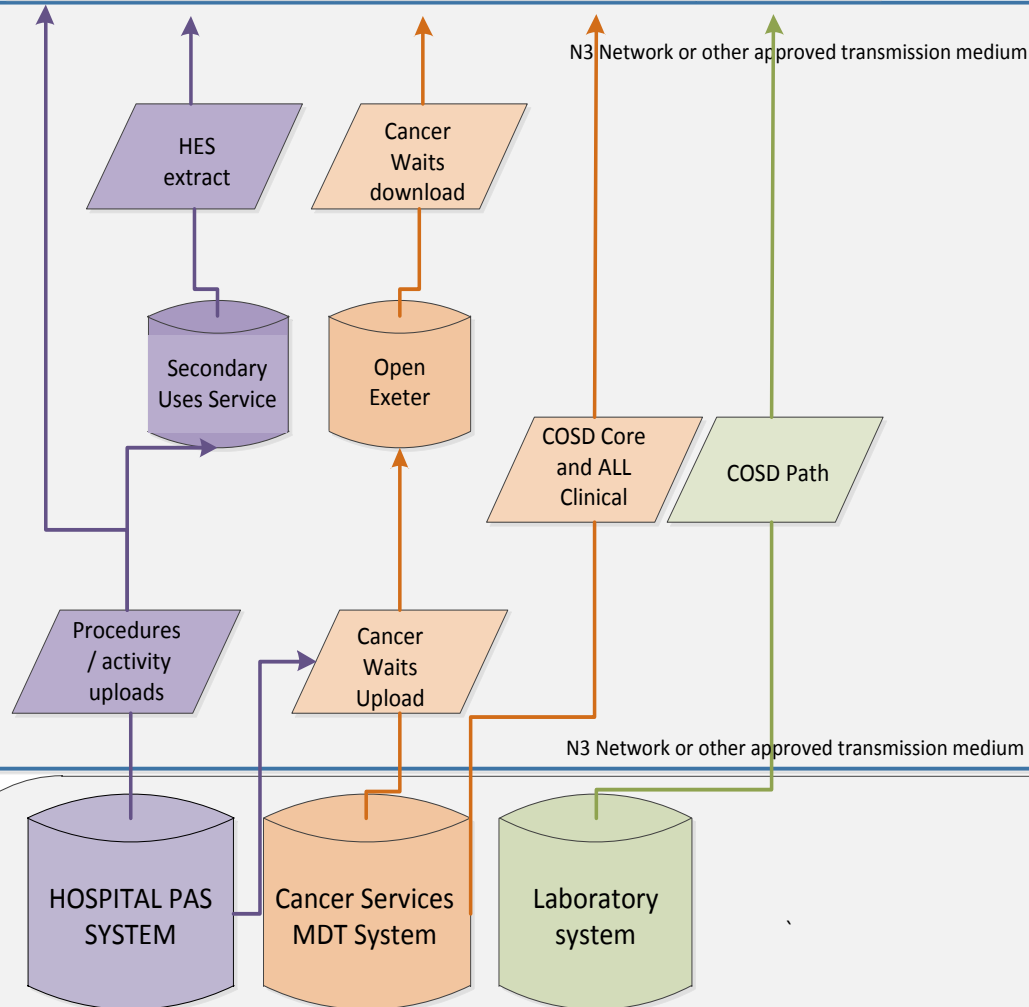 N3 Network or other approved transmission medium
HES
extract
Cancer
Waits
download
Secondary
Uses Service
Open
Exeter
COSD Core
and ALL
Clinical
COSD Path
Procedures
/ activity
uploads
Cancer
Waits
Upload
N3 Network or other approved transmission medium
HOSPITAL PAS
SYSTEM
Cancer Services
MDT System
Laboratory
system
`